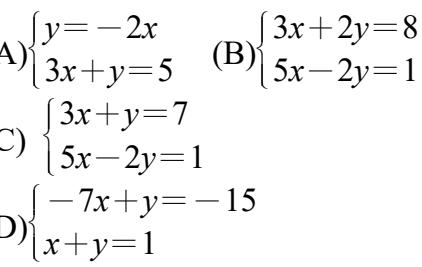 A) { y=−2x    (B) { 3x+2y=8
3x+y=5    5x−2y=1
C) { 3x+y=7
5x−2y=1
D) { −7x+y=−15
x+y=1